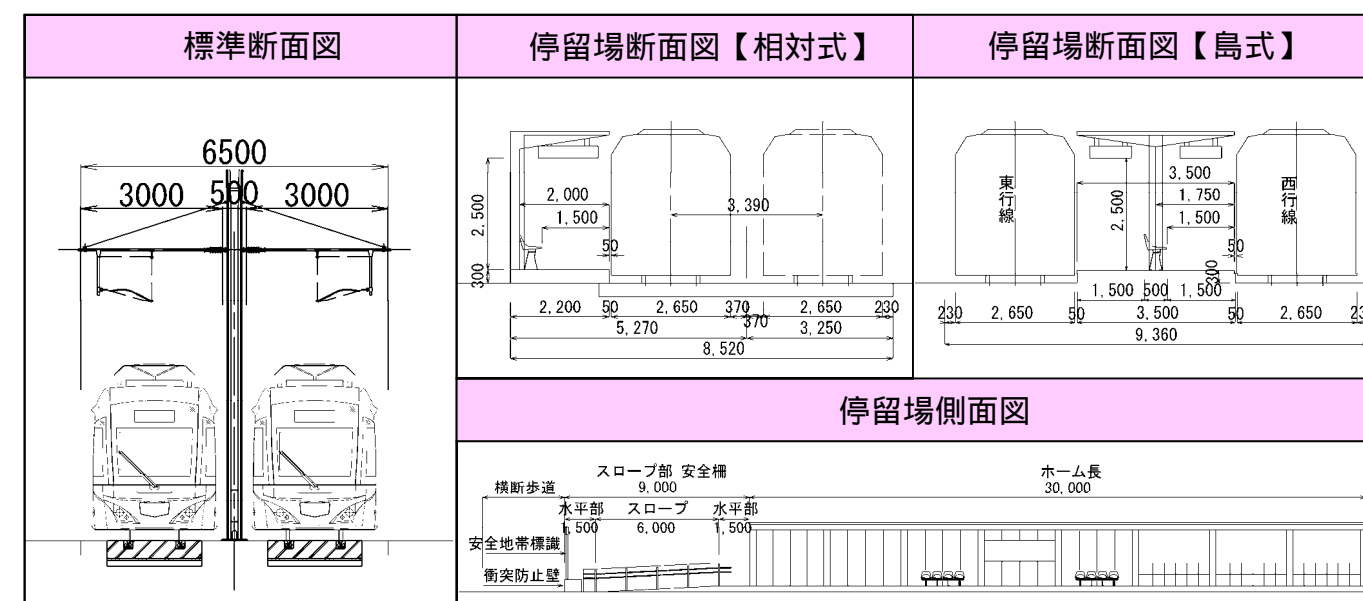 標準断面図
停留場断面図【相対式】
停留場断面図【島式】
6500
3000 500 3000
2,000
1,500
2,500
50
300
3,390
2,200 50 2,650 370 370 2,650 230
5,270 3,250
8,520
東行線
西行線
3,500
1,750
2,500
1,500
50
300
1,500 500 1,500
230 2,650 50 3,500 50 2,650
9,360
停留場側面図
スロープ部 安全柵
ホーム長
横断歩道
9,000
30,000
水平部 スロープ 水平部
1,500 6,000 1,500
安全地帯標識
衝突防止壁